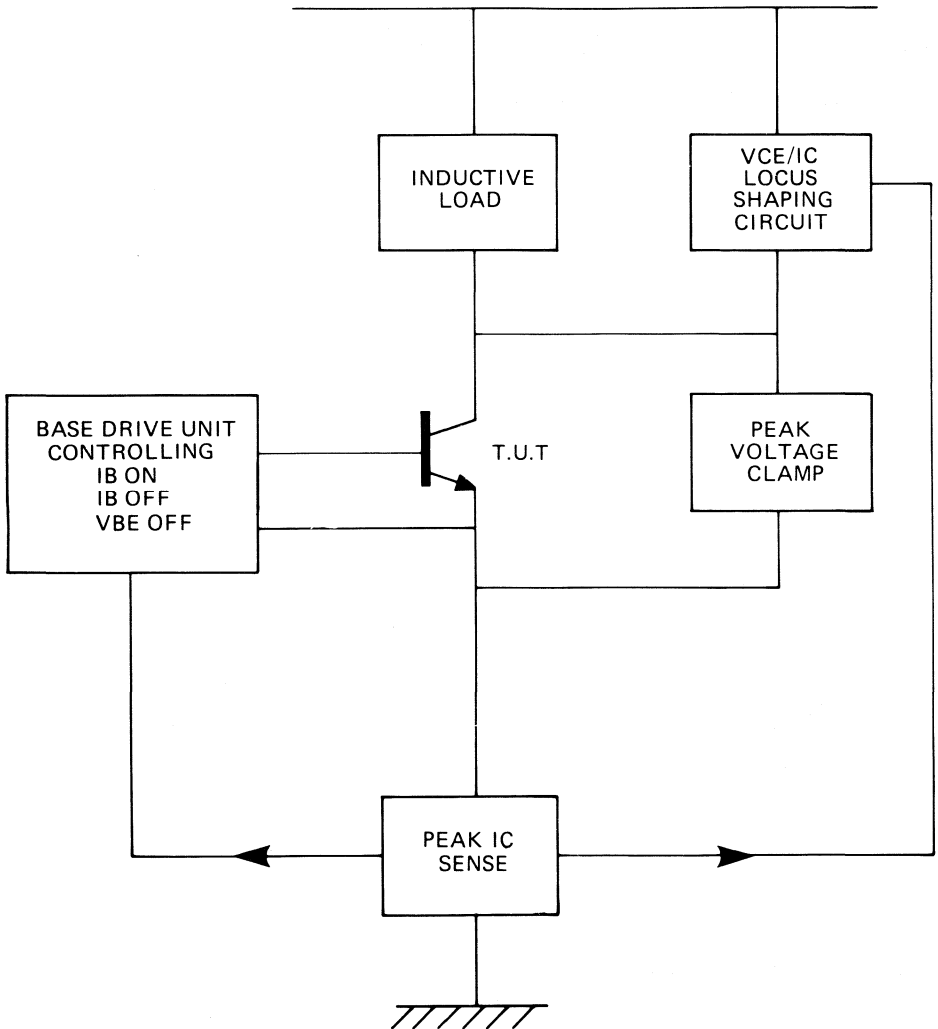 INDUCTIVE
LOAD
VCE/IC
LOCUS
SHAPING
CIRCUIT
BASE DRIVE UNIT
CONTROLLING
IB ON
IB OFF
VBE OFF
T.U.T
PEAK
VOLTAGE
CLAMP
PEAK IC
SENSE